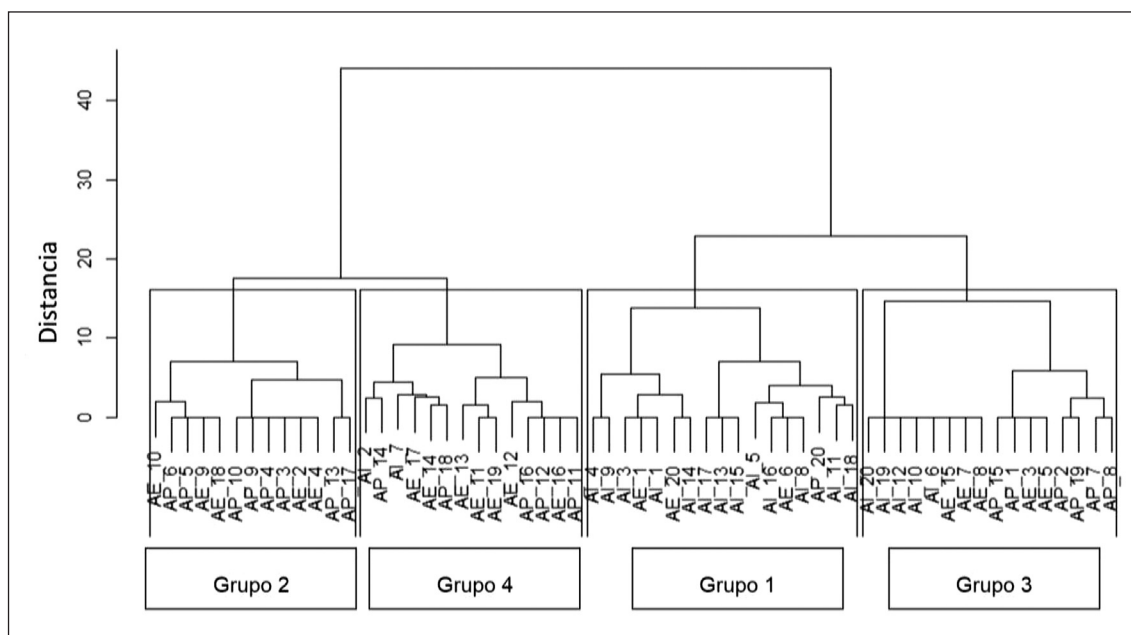 Distancia
40
30
20
10
0
AE_10
AP_6
AP_5
AE_9
AE_18
AP_10
AP_9
AP_4
AP_3
AE_2
AE_4
AP_13
AP_17
AI_2
AP_14
AI_7
AE_17
AE_14
AP_18
AE_13
AE_11
AE_19
AE_12
AP_16
AP_12
AE_16
AP_11
AI_4
AI_9
AI_3
AE_1
AI_1
AE_20
AI_14
AI_17
AI_13
AI_15
AI_5
AI_16
AE_6
AI_8
AP_20
AI_11
AI_18
AI_20
AI_19
AI_12
AI_10
AI_6
AE_15
AE_7
AE_8
AP_15
AP_1
AE_3
AE_5
AP_2
AP_19
AP_7
AP_8
Grupo 2
Grupo 4
Grupo 1
Grupo 3